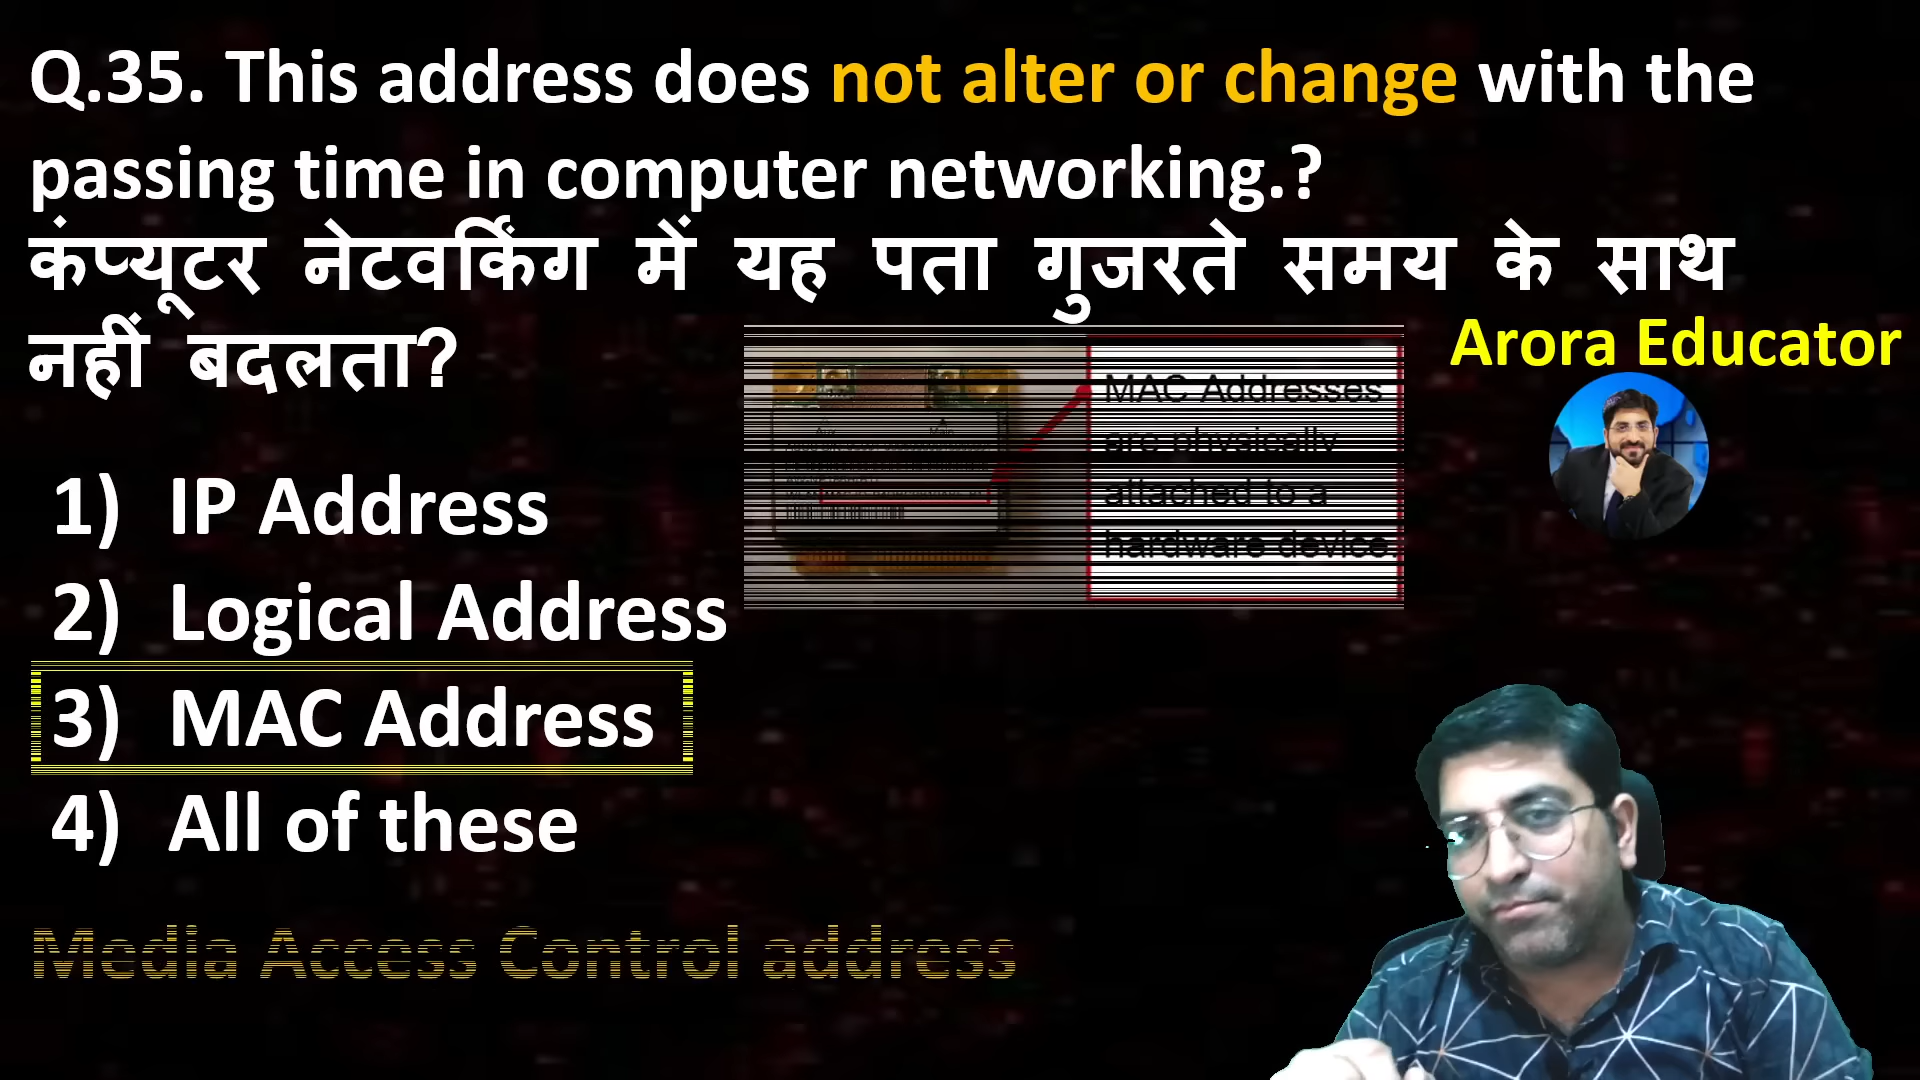 Q.35. This address does not alter or change with the
passing time in computer networking.?
कंप्यूटर नेटवर्किंग में यह पता गुजरते समय के साथ
नहीं बदलता?
Arora Educator
MAC Addresses
are physically
attached to a
hardware device.
1) IP Address
2) Logical Address
3) MAC Address
4) All of these
Media Access Control address